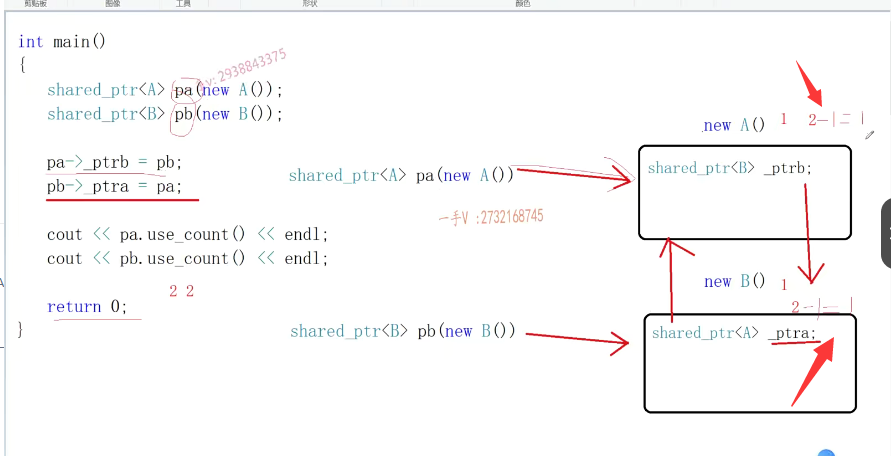 剪贴板 图像 工具 形状 颜色
int main()
{
shared_ptr<A> pa(new A());
shared_ptr<B> pb(new B());
pa->_ptrb = pb;
pb->_ptra = pa;
cout << pa.use_count() << endl;
cout << pb.use_count() << endl;
2 2
return 0;
}
v: 2938843375
shared_ptr<A> pa(new A())
一手V :2732168745
shared_ptr<B> pb(new B())
new A() 1 2-1=1
shared_ptr<B> _ptrb;
new B() 1
2-1=1
shared_ptr<A> _ptra;